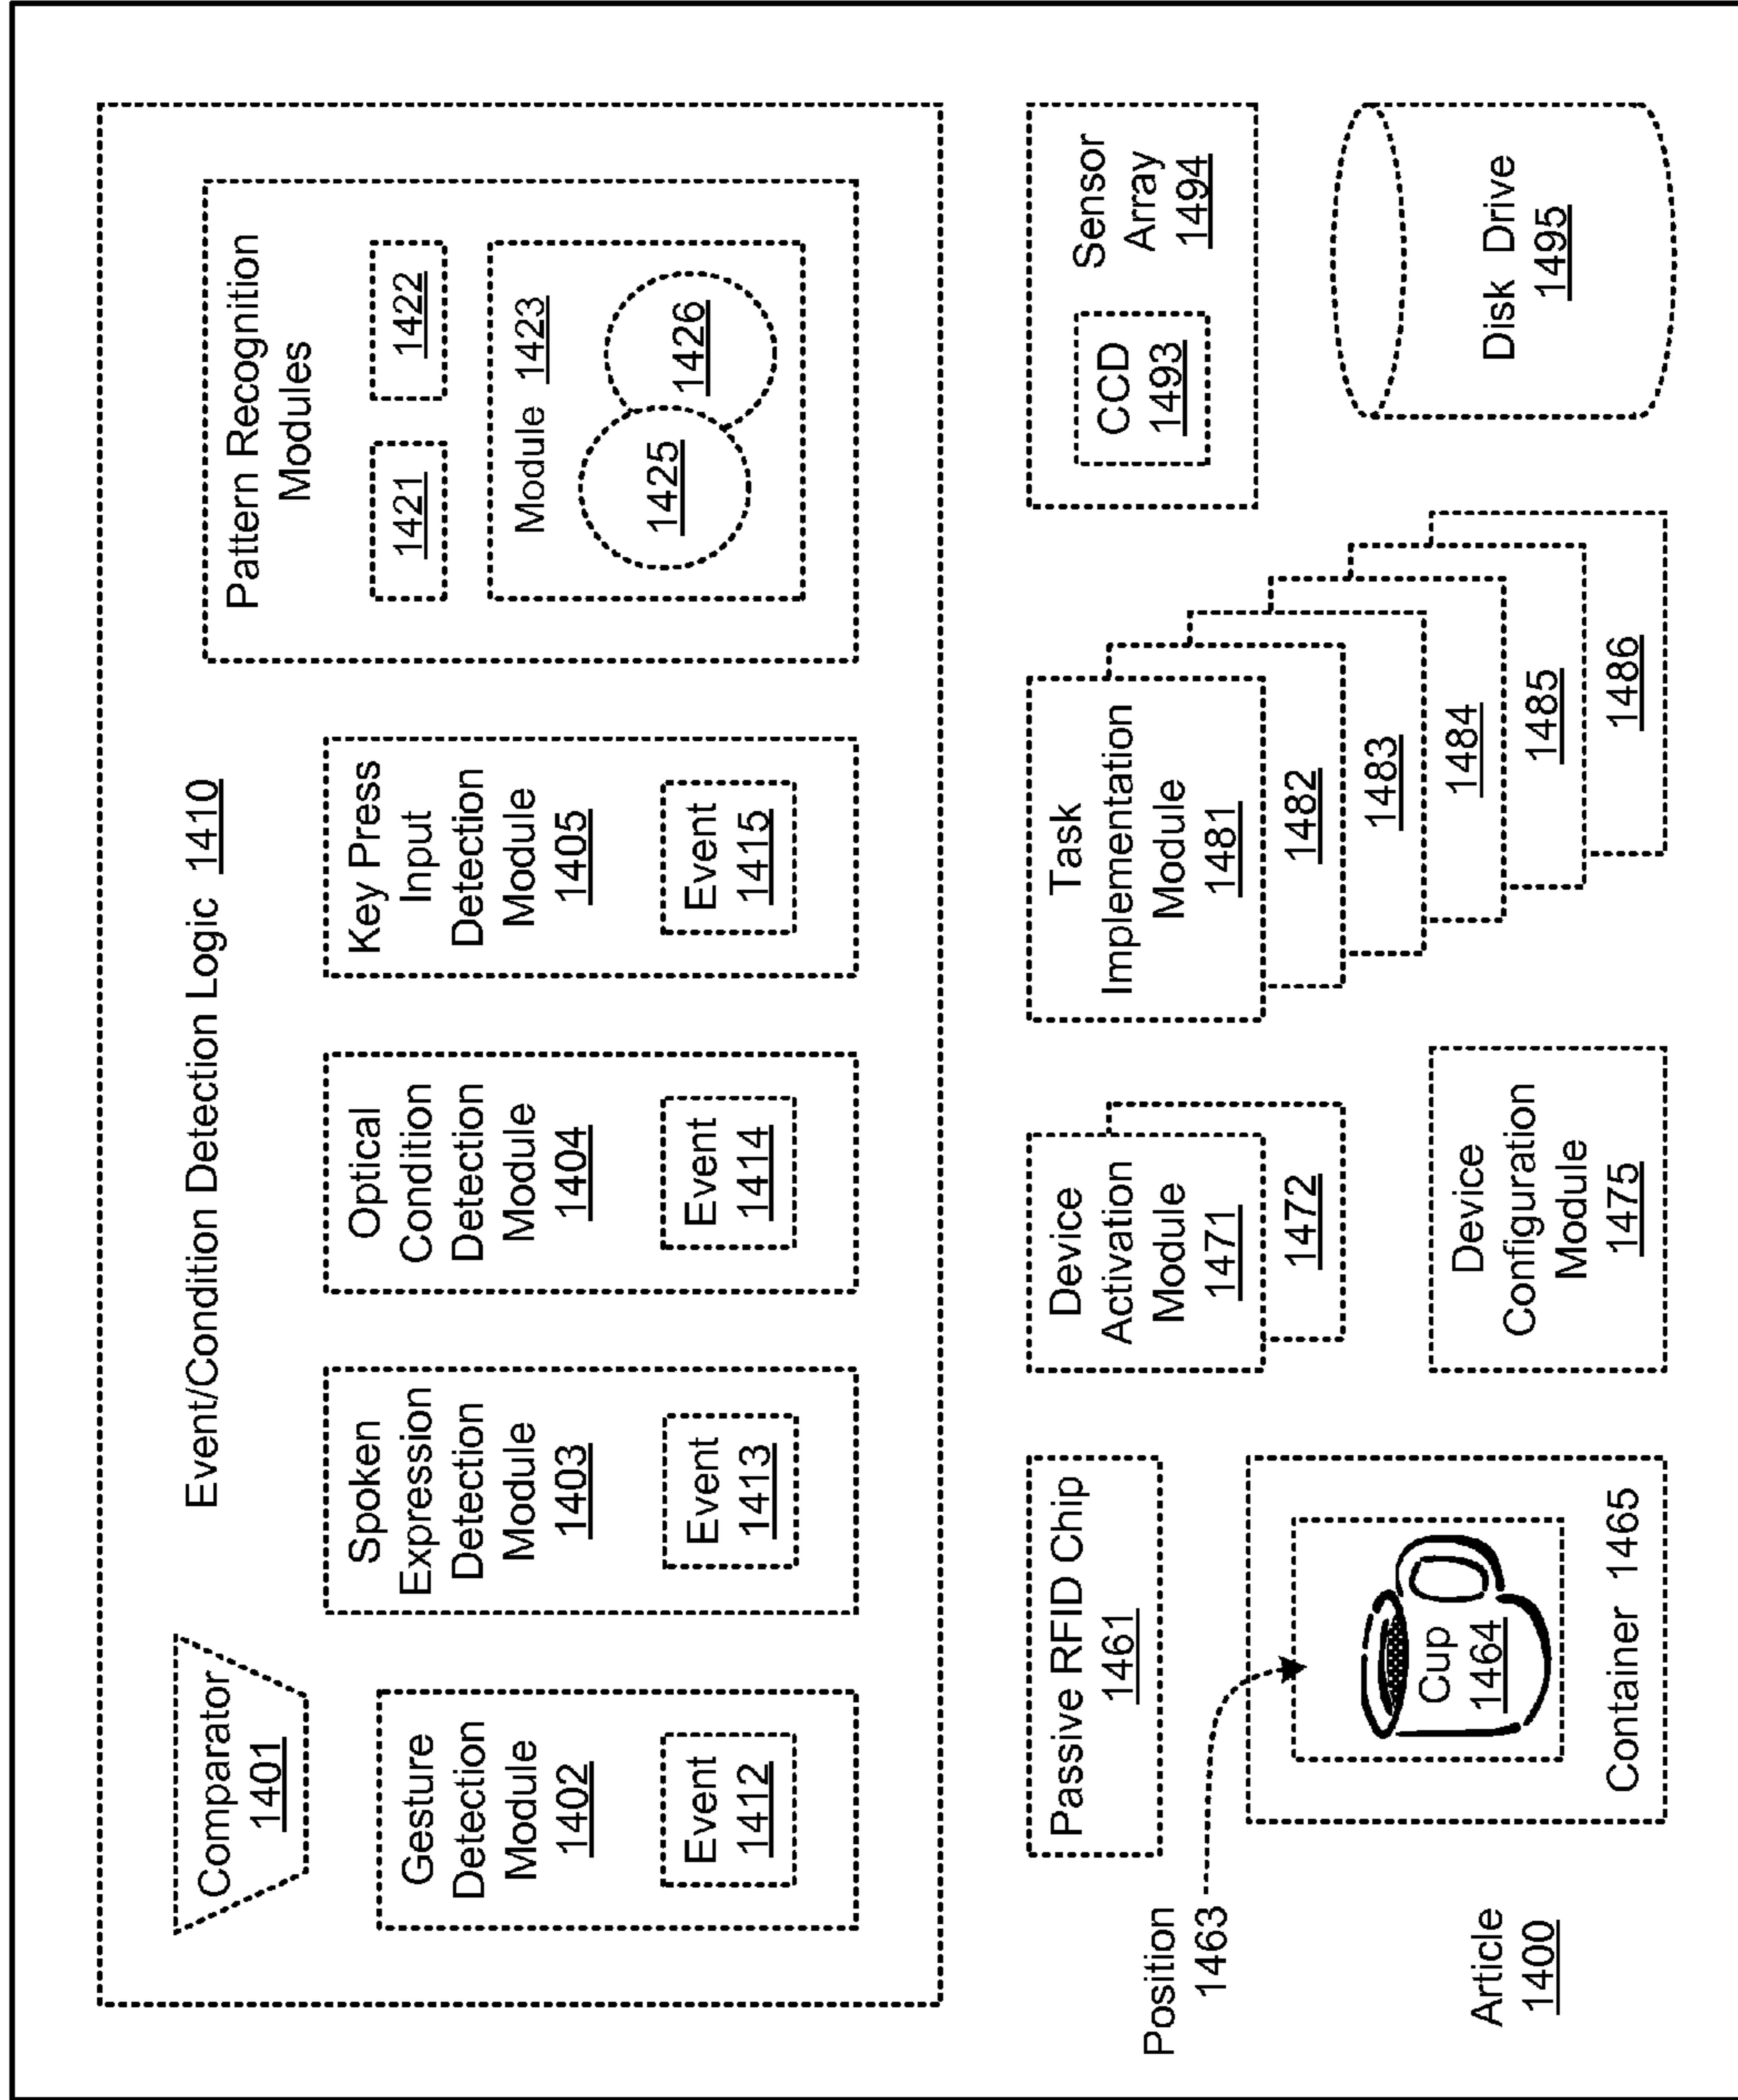 Event/Condition Detection Logic 1410
Comparator
1401
Gesture
Detection
Module
1402
Event
1412
Spoken
Expression
Detection
Module
1403
Event
1413
Optical
Condition
Detection
Module
1404
Event
1414
Key Press
Input
Detection
Module
1405
Event
1415
Pattern Recognition
Modules
1421
1422
Module 1423
1425
1426
Position
1463
Article
1400
Passive RFID Chip
1461
Cup
1464
Container 1465
Device
Activation
Module
1471
1472
Device
Configuration
Module
1475
Task
Implementation
Module
1481
1482
1483
1484
1485
1486
CCD
1493
Sensor
Array
1494
Disk Drive
1495